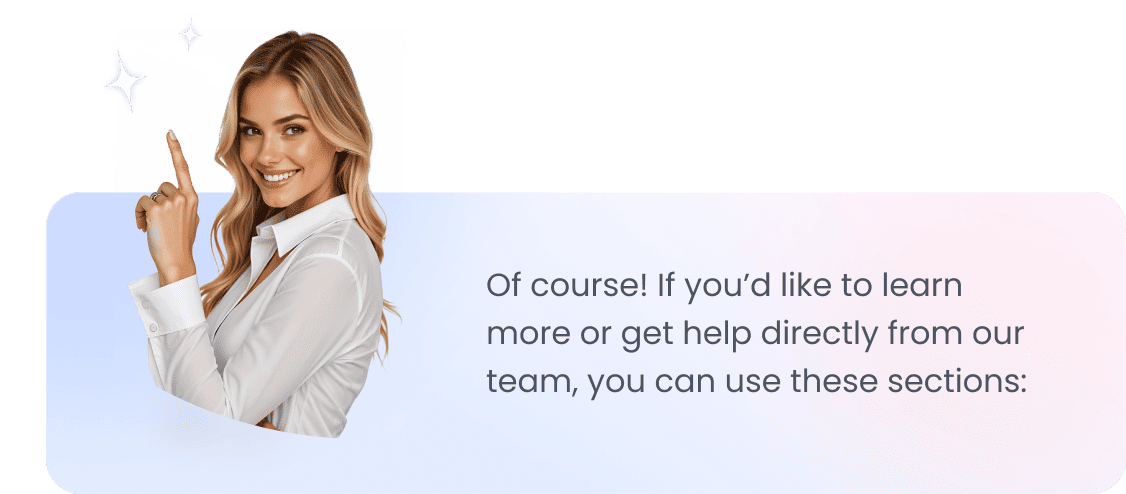 Of course! If you’d like to learn
more or get help directly from our
team, you can use these sections: